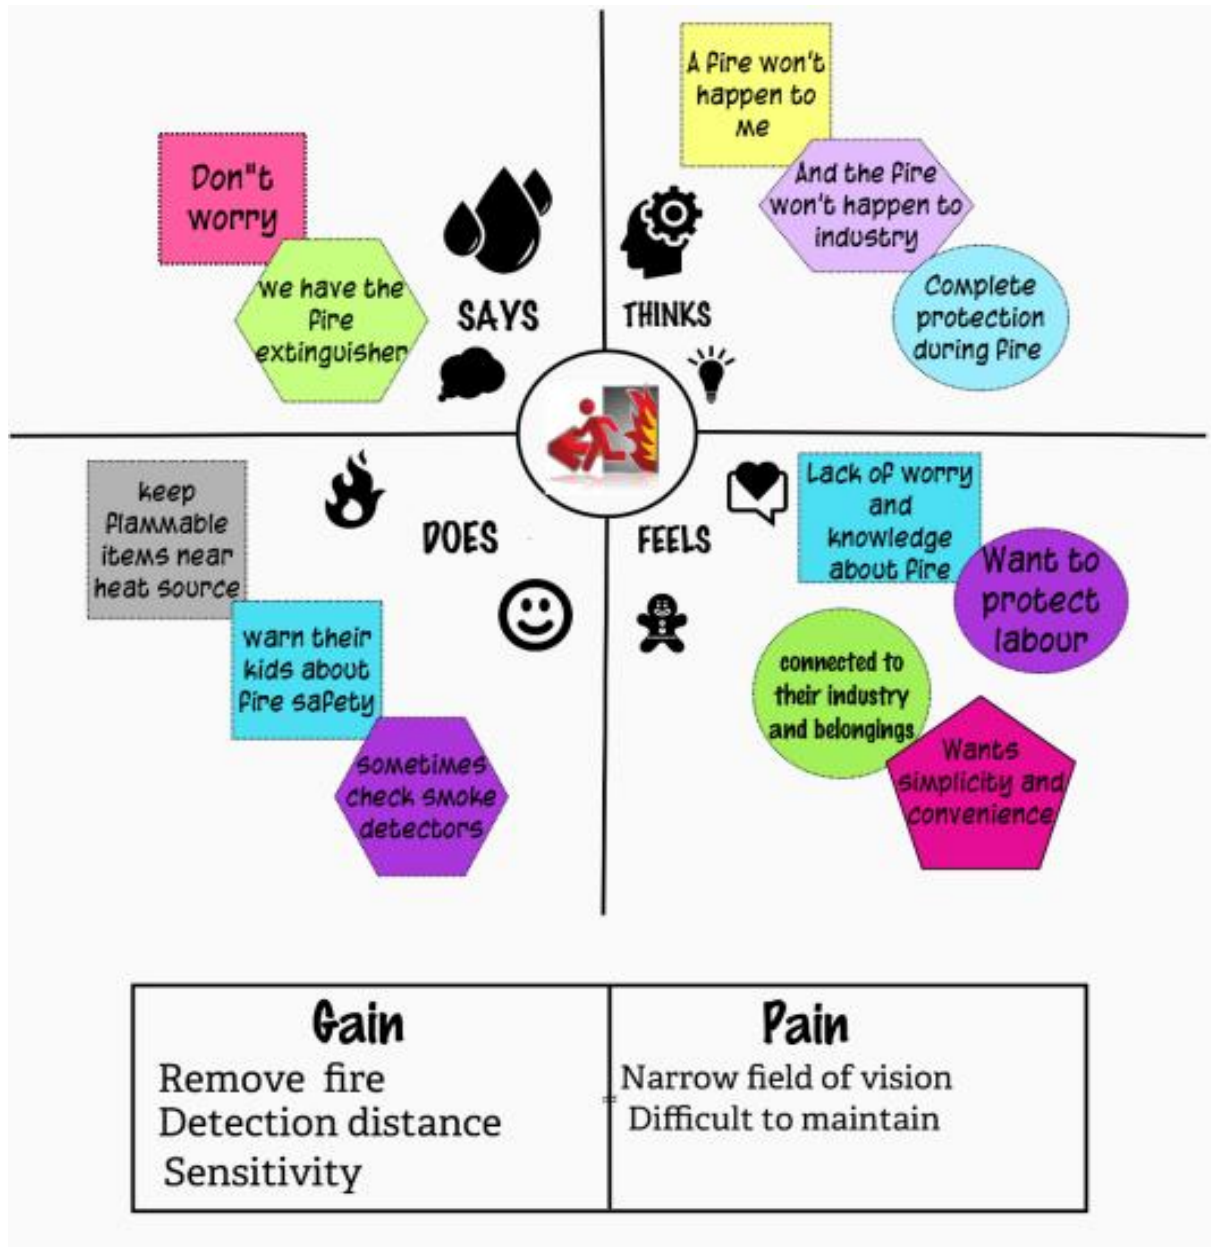 Don"t
worry
we have the
fire
extinguisher
SAYS
A fire won't
happen to
me
And the fire
won't happen to
industry
Complete
protection
during fire
THINKS
keep
flammable
items near
heat source
warn their
kids about
fire safety
sometimes
check smoke
detectors
DOES
FEELS
Lack of worry
and
knowledge
about fire
Want to
protect
labour
connected to
their industry
and belongings
Wants
simplicity and
convenience
Gain
Remove fire
Detection distance
Sensitivity
Pain
Narrow field of vision
Difficult to maintain